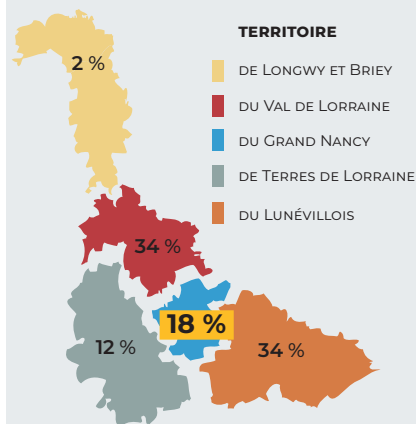 TERRITOIRE
2 %
DE LONGWY ET BRIEY
DU VAL DE LORRAINE
DU GRAND NANCY
DE TERRES DE LORRAINE
DU LUNÉVILLOIS
34 %
18 %
12 %
34 %